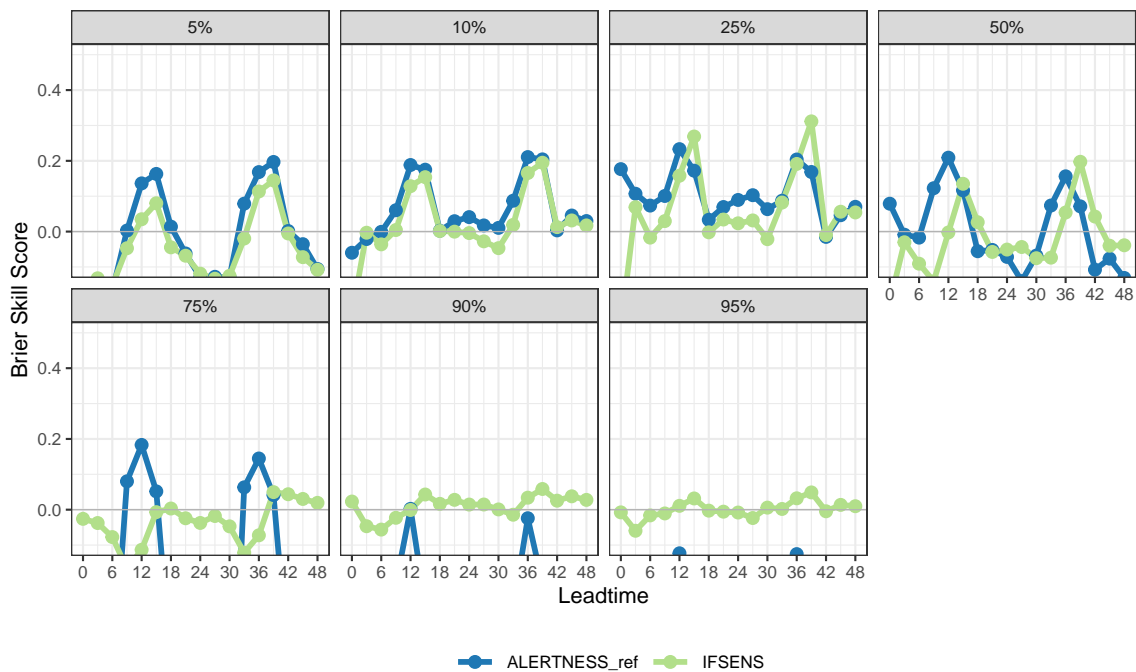 5% 10% 25% 50%
0.4
0.2
0.0
0 6 12 18 24 30 36 42 48
75% 90% 95%
0.4
0.2
0.0
0 6 12 18 24 30 36 42 48 0 6 12 18 24 30 36 42 48 0 6 12 18 24 30 36 42 48
Brier Skill Score
Leadtime
ALERTNESS_ref IFSENS